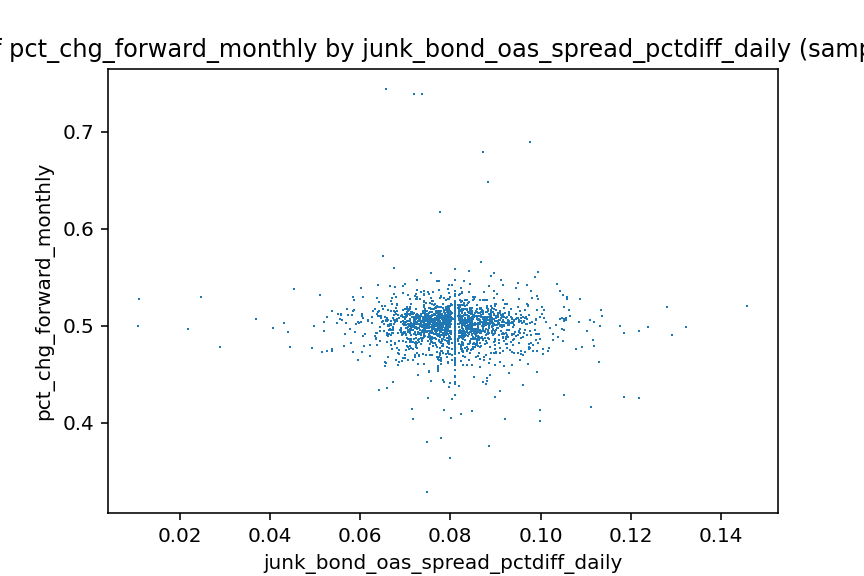 pct_chg_forward_monthly by junk_bond_oas_spread_pctdiff_daily
0.7
0.6
0.5
0.4
pct_chg_forward_monthly
0.02 0.04 0.06 0.08 0.10 0.12 0.14
junk_bond_oas_spread_pctdiff_daily